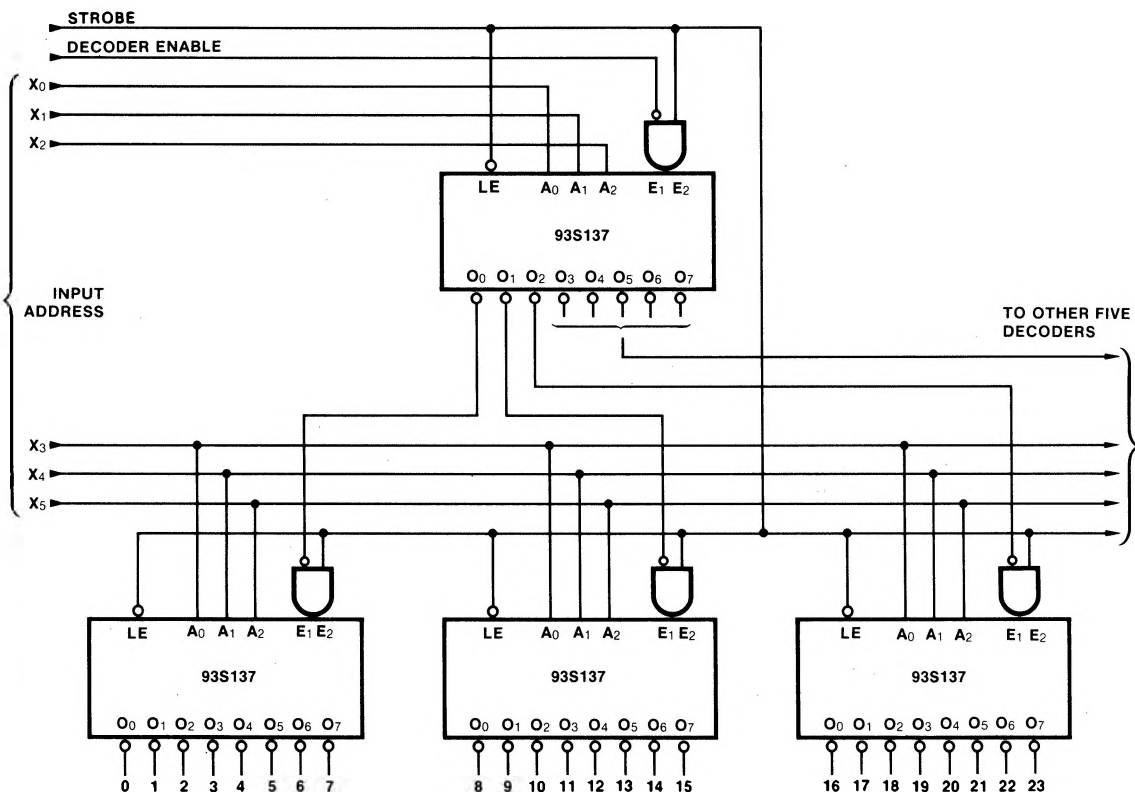 STROBE
DECODER ENABLE
X0
X1
X2
LE A0 A1 A2 E1 E2
93S137
O0 O1 O2 O3 O4 O5 O6 O7
INPUT
ADDRESS
TO OTHER FIVE
DECODERS
X3
X4
X5
LE A0 A1 A2 E1 E2
93S137
O0 O1 O2 O3 O4 O5 O6 O7
0 1 2 3 4 5 6 7
LE A0 A1 A2 E1 E2
93S137
O0 O1 O2 O3 O4 O5 O6 O7
8 9 10 11 12 13 14 15
LE A0 A1 A2 E1 E2
93S137
O0 O1 O2 O3 O4 O5 O6 O7
16 17 18 19 20 21 22 23